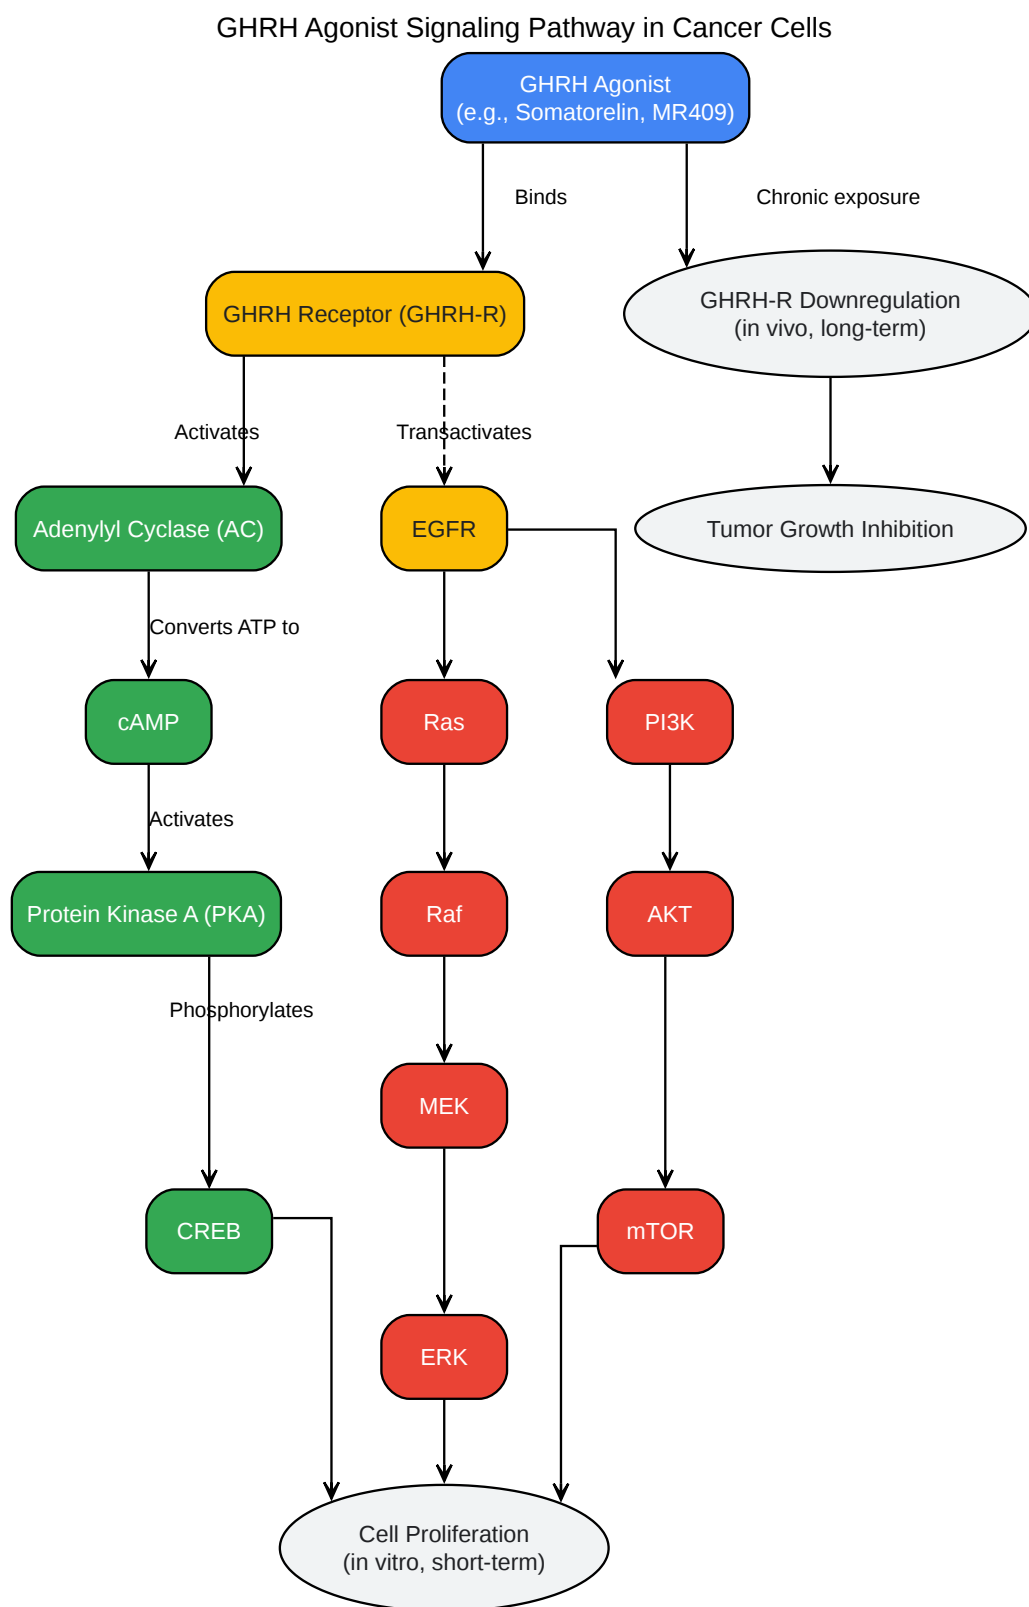 GHRH Agonist Signaling Pathway in Cancer Cells
GHRH Agonist
(e.g., Somatorelin, MR409)
Binds
Chronic exposure
GHRH Receptor (GHRH-R)
GHRH-R Downregulation
(in vivo, long-term)
Activates
Transactivates
Adenylyl Cyclase (AC)
EGFR
Tumor Growth Inhibition
Converts ATP to
cAMP
Ras
PI3K
Activates
Protein Kinase A (PKA)
Raf
AKT
Phosphorylates
MEK
CREB
mTOR
ERK
Cell Proliferation
(in vitro, short-term)